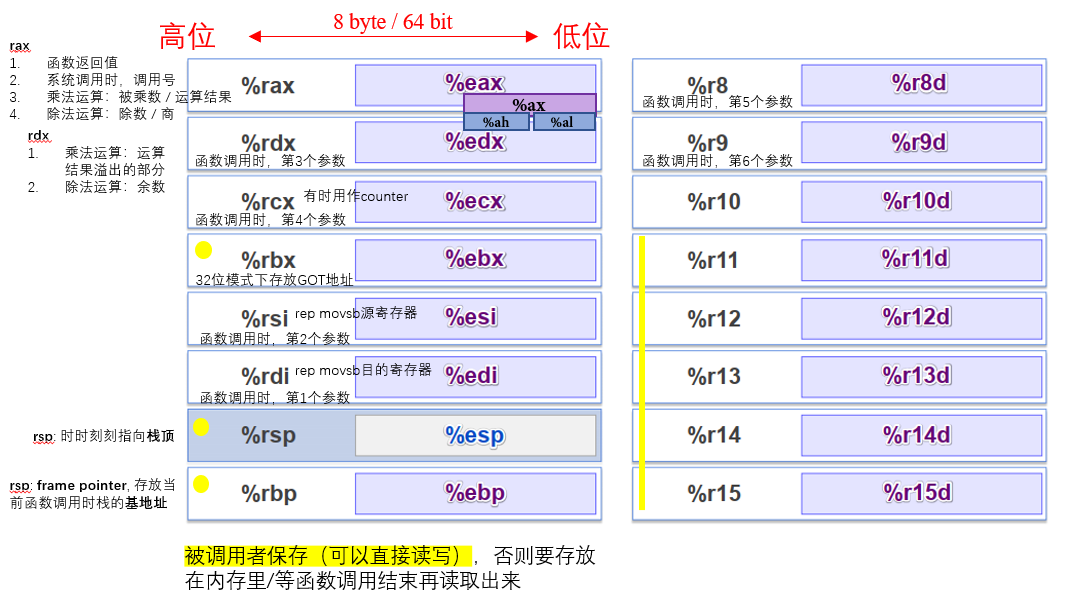 8 byte / 64 bit
高位
低位
rax
1. 函数返回值
2. 系统调用时，调用号
3. 乘法运算：被乘数 / 运算结果
4. 除法运算：除数 / 商
rdx
1. 乘法运算：运算
结果溢出的部分
2. 除法运算：余数
%rax
%eax
%ax
%ah
%al
%rdx
%edx
函数调用时，第3个参数
%rcx
有时用作counter
%ecx
函数调用时，第4个参数
%rbx
%ebx
32位模式下存放GOT地址
%rsi
rep movsb源寄存器
%esi
函数调用时，第2个参数
%rdi
rep movsb目的寄存器
%edi
函数调用时，第1个参数
rsp: 时时刻刻指向栈顶
%rsp
%esp
rsp: frame pointer, 存放当
前函数调用时栈的基地址
%rbp
%ebp
%r8
%r8d
函数调用时，第5个参数
%r9
%r9d
函数调用时，第6个参数
%r10
%r10d
%r11
%r11d
%r12
%r12d
%r13
%r13d
%r14
%r14d
%r15
%r15d
被调用者保存（可以直接读写），否则要存放
在内存里/等函数调用结束再读取出来